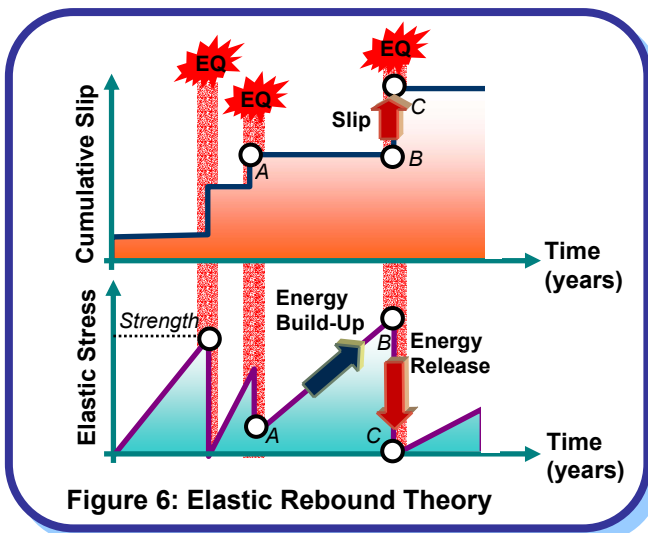 EQ
EQ
EQ
Cumulative Slip
Slip
A
B
C
Time
(years)
Elastic Stress
Strength
Energy
Build-Up
Energy
Release
A
B
C
Time
(years)
Figure 6: Elastic Rebound Theory